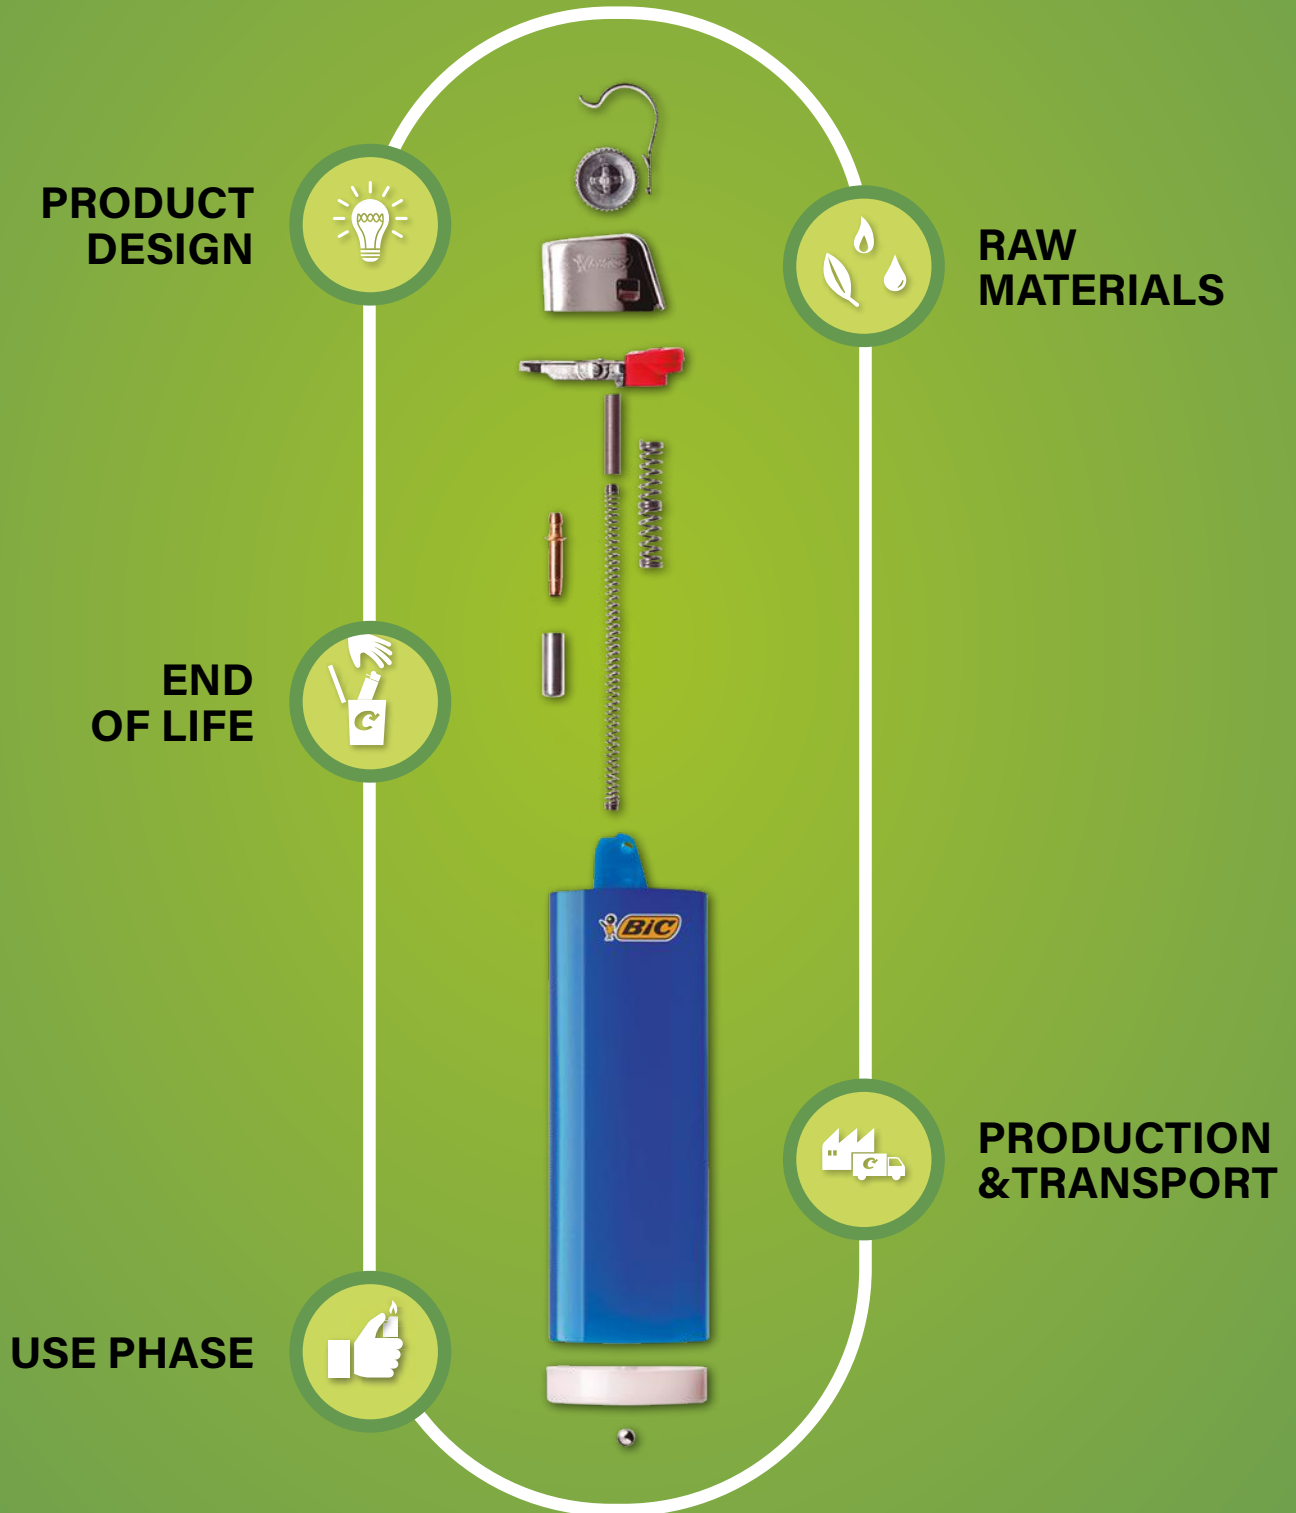 PRODUCT
DESIGN
RAW
MATERIALS
END
OF LIFE
BiC
PRODUCTION
&TRANSPORT
USE PHASE